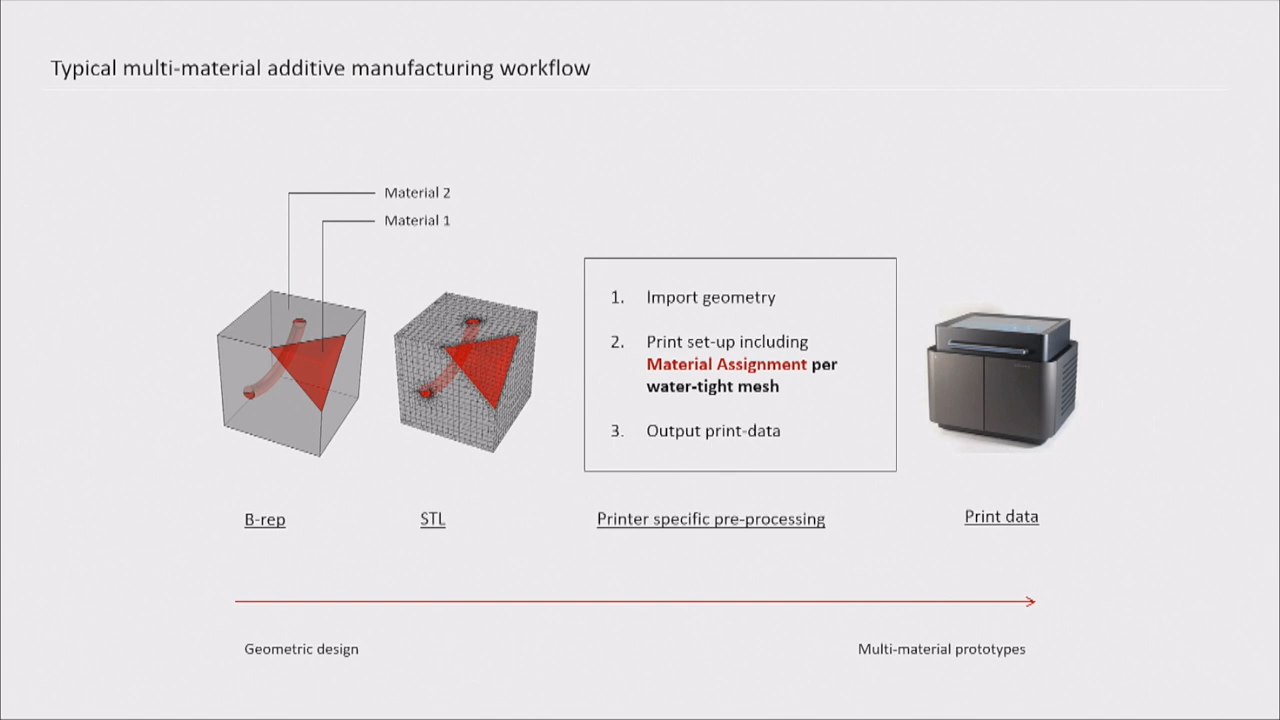 Typical multi-material additive manufacturing workflow
Material 2
Material 1
1. Import geometry
2. Print set-up including
Material Assignment per
water-tight mesh
3. Output print-data
B-rep
STL
Printer specific pre-processing
Print data
Geometric design
Multi-material prototypes